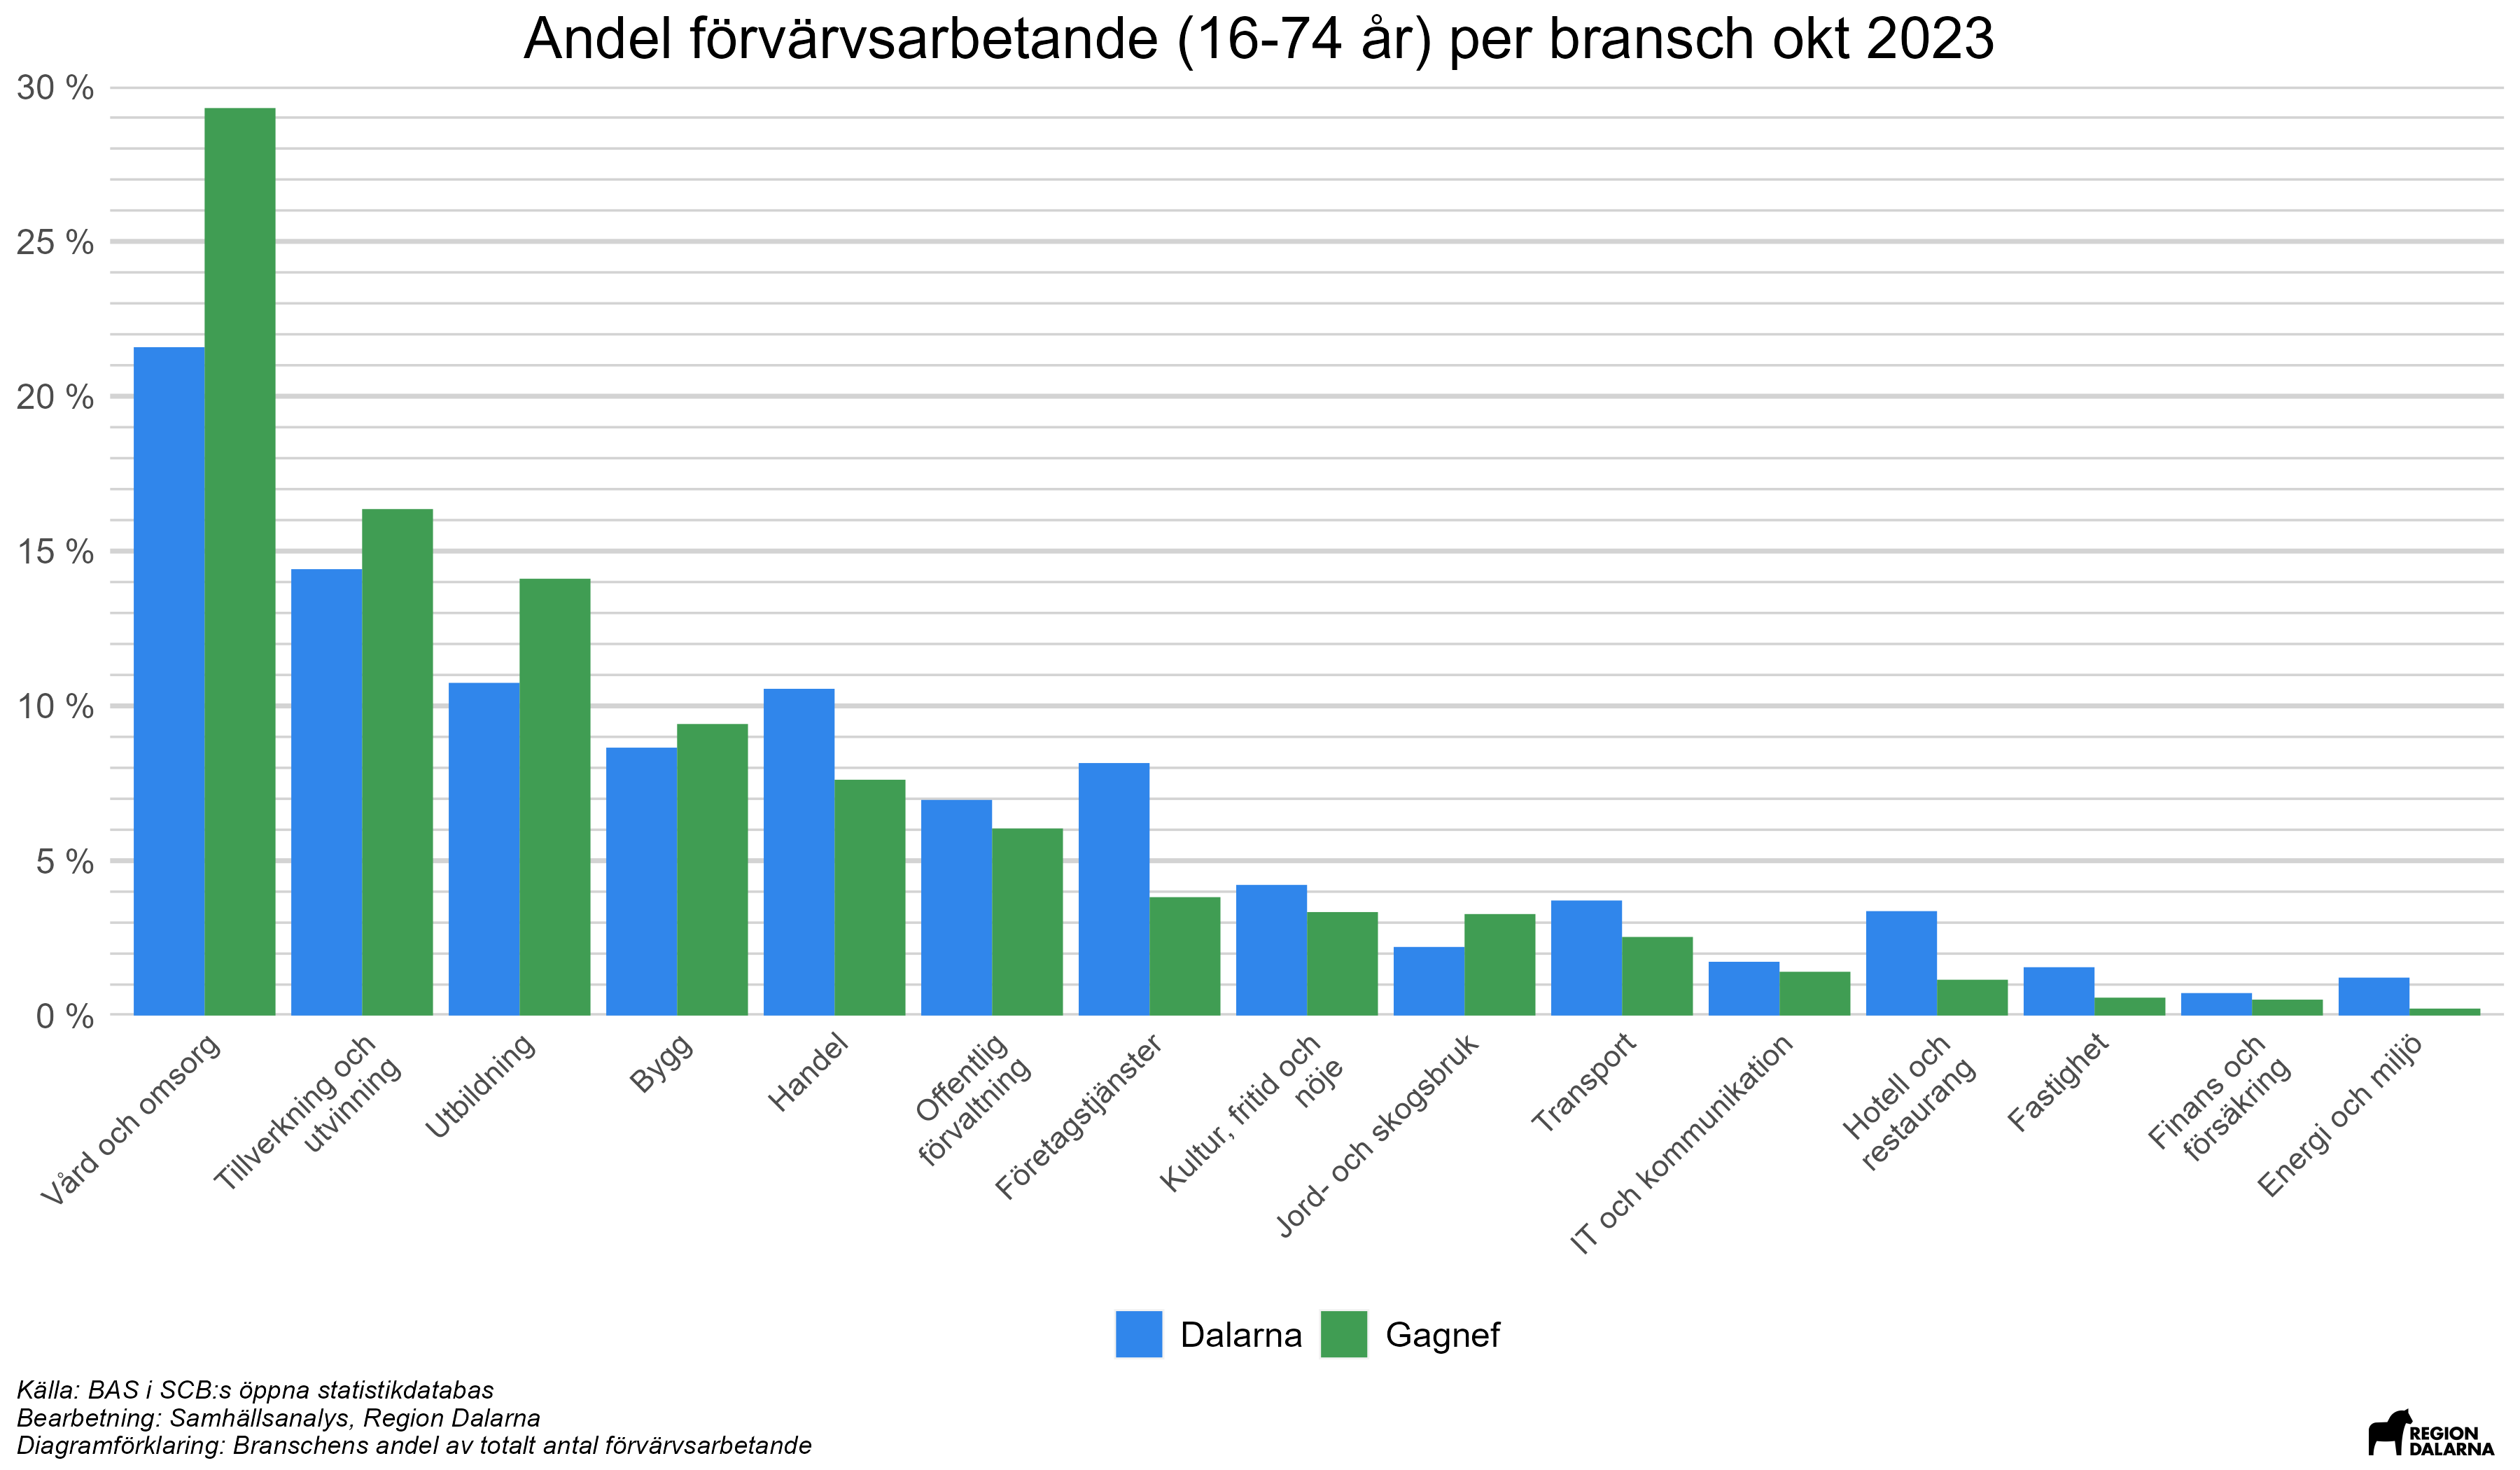 Andel förvärvsarbetande (16-74 år) per bransch okt 2023
30 %
25 %
20 %
15 %
10 %
5 %
0 %
Vård och omsorg
Tillverkning och
utvinning
Utbildning
Bygg
Handel
Offentlig
förvaltning
Företagstjänster
Kultur, fritid och
nöje
Jord- och skogsbruk
Transport
IT och kommunikation
Hotell och
restaurang
Fastighet
Finans och
försäkring
Energi och miljö
Dalarna
Gagnef
Källa: BAS i SCB:s öppna statistikdatabas
Bearbetning: Samhällsanalys, Region Dalarna
Diagramförklaring: Branschens andel av totalt antal förvärvsarbetande
REGION
DALARNA